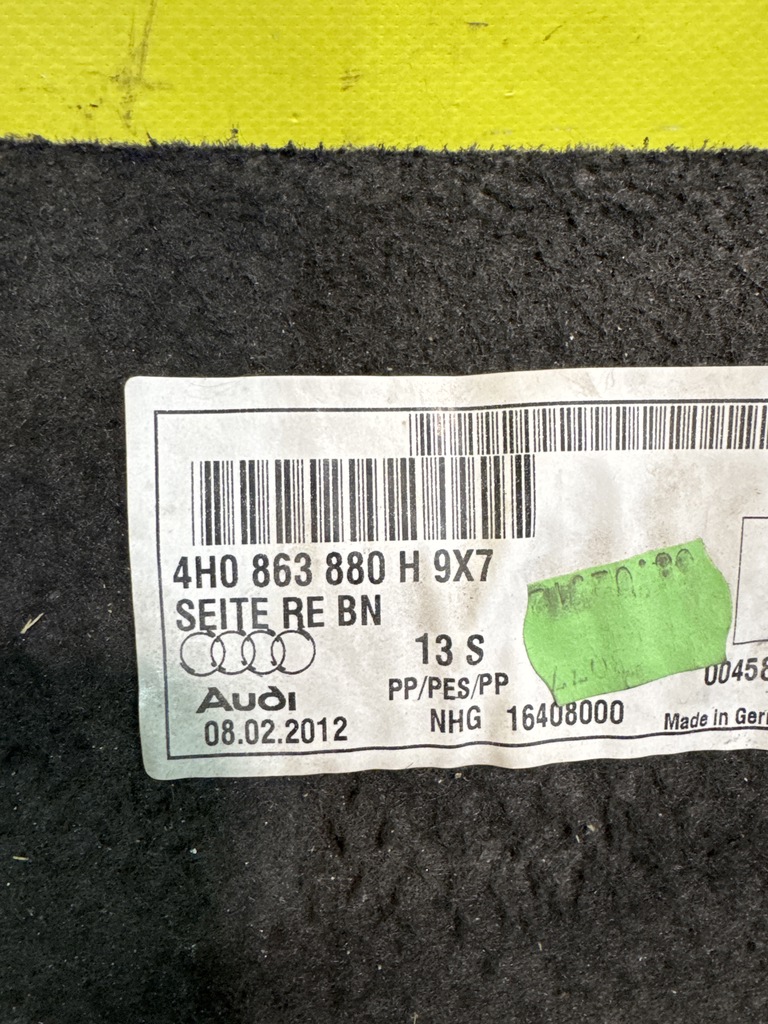 4H0 863 880 H 9X7
SEITE RE BN
13 S
Audi
PP/PES/PP
08.02.2012
NHG 16408000
0045
Made in